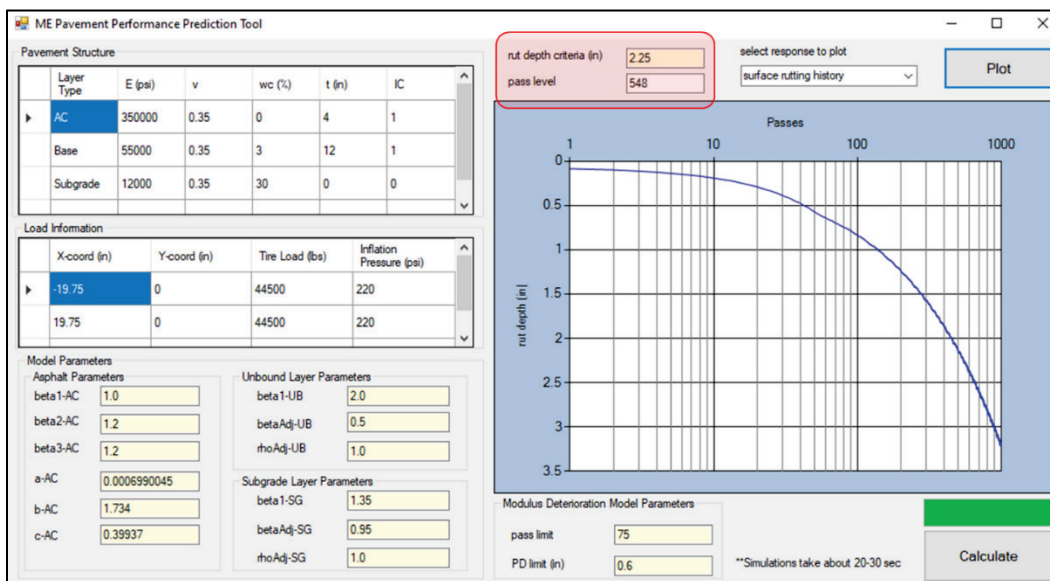 ME Pavement Performance Prediction Tool
Pavement Structure
Layer Type E (psi) v wc (%) t (in) IC
AC 350000 0.35 0 4 1
Base 55000 0.35 3 12 1
Subgrade 12000 0.35 30 0 0
Load Information
X-coord (in) Y-coord (in) Tire Load (lbs) Inflation Pressure (psi)
-19.75 0 44500 220
19.75 0 44500 220
Model Parameters
Asphalt Parameters
beta1-AC 1.0
beta2-AC 1.2
beta3-AC 1.2
a-AC 0.0006990045
b-AC 1.734
c-AC 0.39937
Unbound Layer Parameters
beta1-UB 2.0
betaAdj-UB 0.5
rhoAdj-UB 1.0
Subgrade Layer Parameters
beta1-SG 1.35
betaAdj-SG 0.95
rhoAdj-SG 1.0
rut depth criteria (in) 2.25
pass level 548
select response to plot
surface rutting history
Plot
Passes
1 10 100 1000
0
0.5
1
1.5
2
2.5
3
3.5
rut depth (in)
Modulus Deterioration Model Parameters
pass limit 75
PD limit (in) 0.6
**Simulations take about 20-30 sec
Calculate